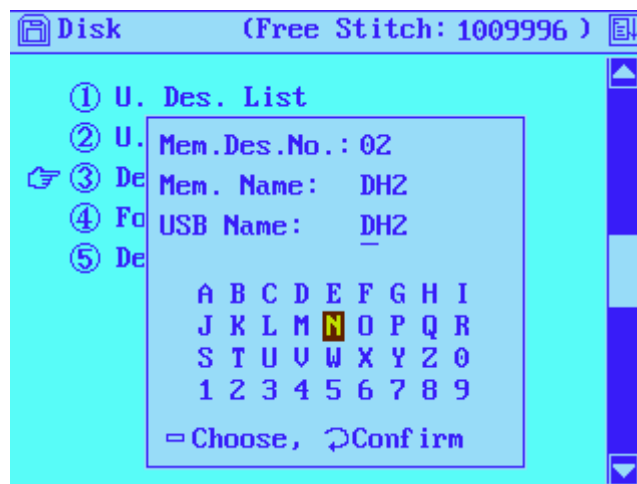 Disk (Free Stitch: 1009996 )
① U. Des. List
② U.
③ De
④ Fo
⑤ De
Mem.Des.No.: 02
Mem. Name: DH2
USB Name: DH2
A B C D E F G H I
J K L M N O P Q R
S T U V W X Y Z 0
1 2 3 4 5 6 7 8 9
Choose, Confirm